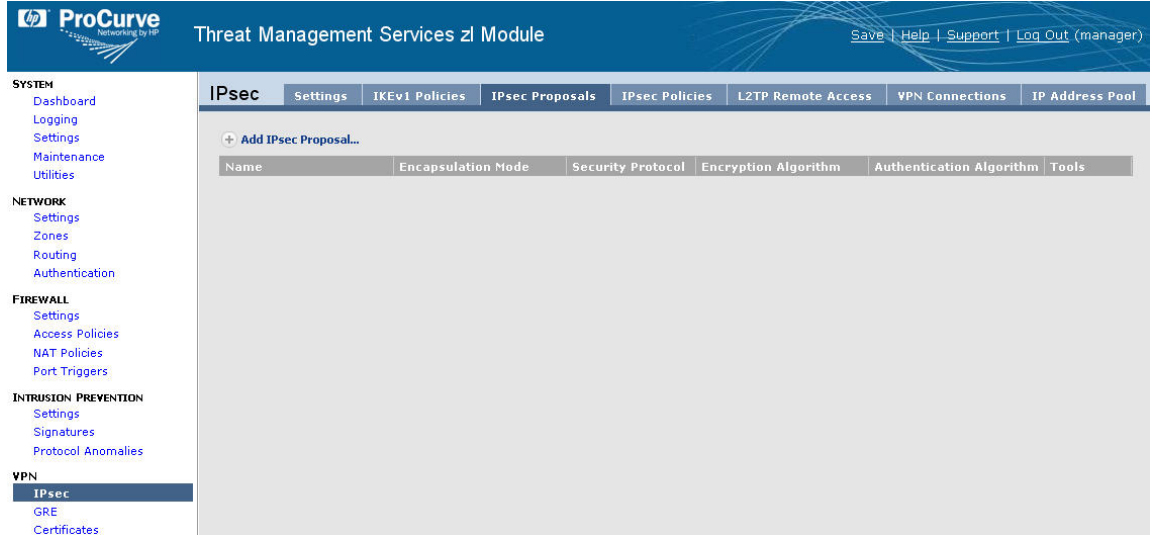 ProCurve
Networking by HP
Threat Management Services zl Module
Save | Help | Support | Log Out (manager)
SYSTEM
Dashboard
Logging
Settings
Maintenance
Utilities
NETWORK
Settings
Zones
Routing
Authentication
FIREWALL
Settings
Access Policies
NAT Policies
Port Triggers
INTRUSION PREVENTION
Settings
Signatures
Protocol Anomalies
VPN
IPsec
GRE
Certificates
IPsec Settings IKEv1 Policies IPsec Proposals IPsec Policies L2TP Remote Access VPN Connections IP Address Pool
Add IPsec Proposal...
Name Encapsulation Mode Security Protocol Encryption Algorithm Authentication Algorithm Tools